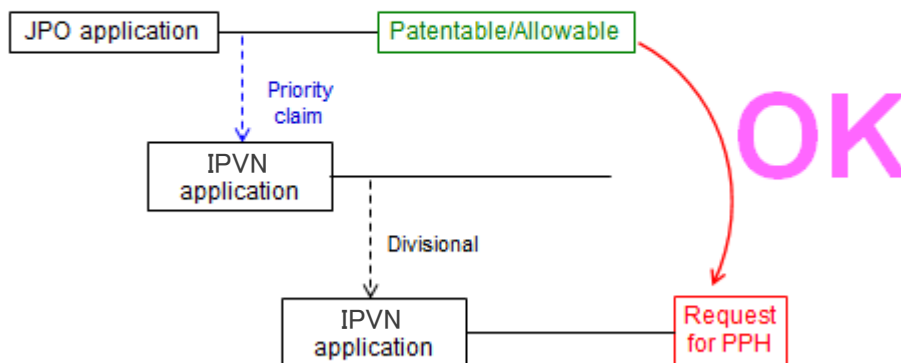 JPO application
Patentable/Allowable
Priority
claim
OK
IPVN
application
Divisional
IPVN
application
Request
for PPH